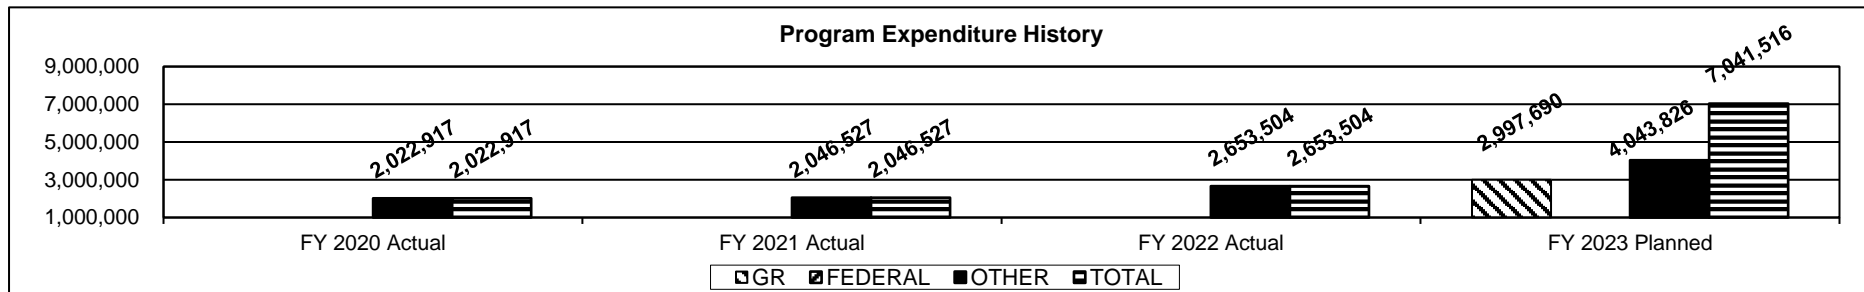 Program Expenditure History
9,000,000
7,000,000
5,000,000
3,000,000
1,000,000
2,022,917
2,022,917
2,046,527
2,046,527
2,653,504
2,653,504
2,997,690
4,043,826
7,041,516
FY 2020 Actual
FY 2021 Actual
FY 2022 Actual
FY 2023 Planned
GR FEDERAL OTHER TOTAL